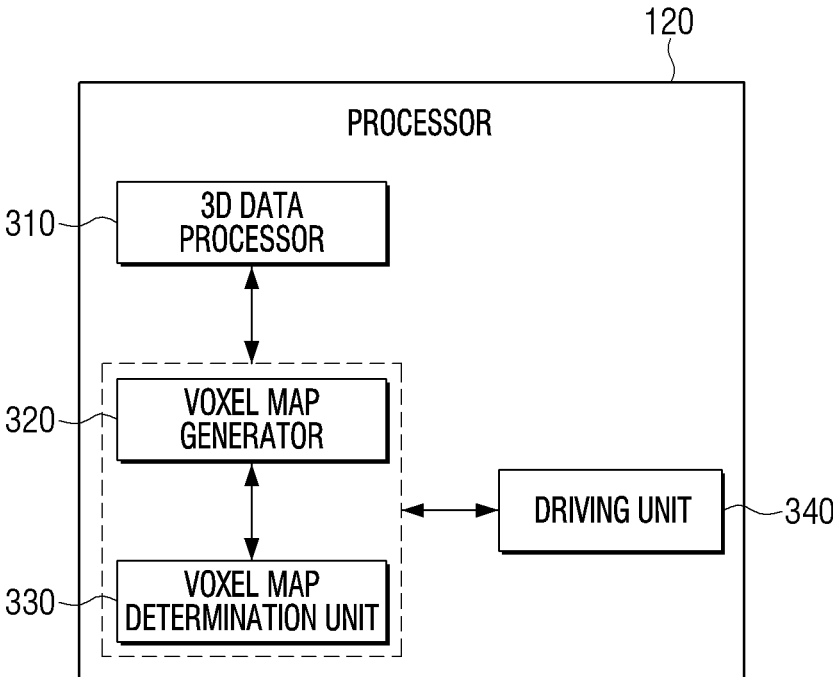 120
PROCESSOR
310
3D DATA
PROCESSOR
320
VOXEL MAP
GENERATOR
DRIVING UNIT
340
330
VOXEL MAP
DETERMINATION UNIT